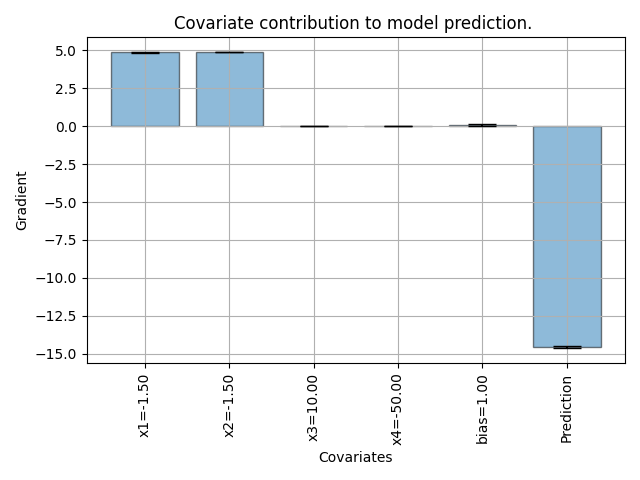 Covariate contribution to model prediction.
5.0
2.5
0.0
−2.5
−5.0
−7.5
−10.0
−12.5
−15.0
Gradient
x1=-1.50
x2=-1.50
x3=10.00
x4=-50.00
bias=1.00
Prediction
Covariates